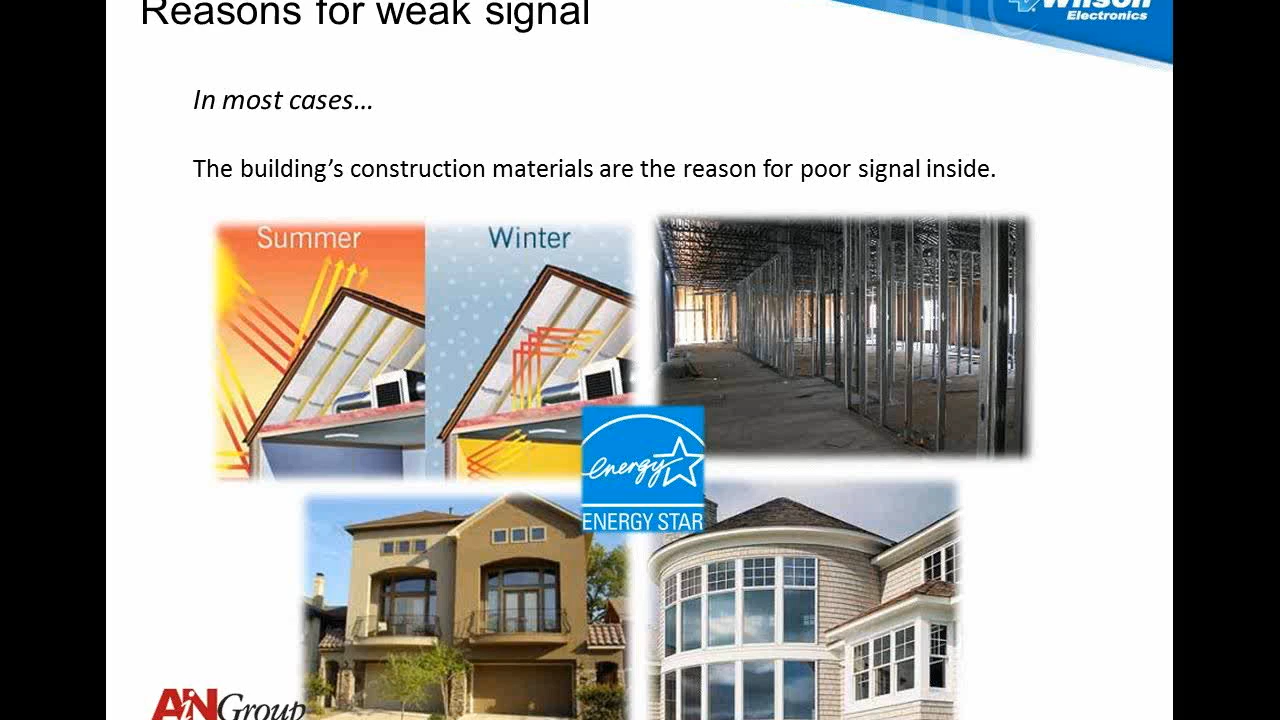 Reasons for weak signal
Wilson
Electronics
In most cases...
The building's construction materials are the reason for poor signal inside.
Summer
Winter
energy
ENERGY STAR
AiN Group